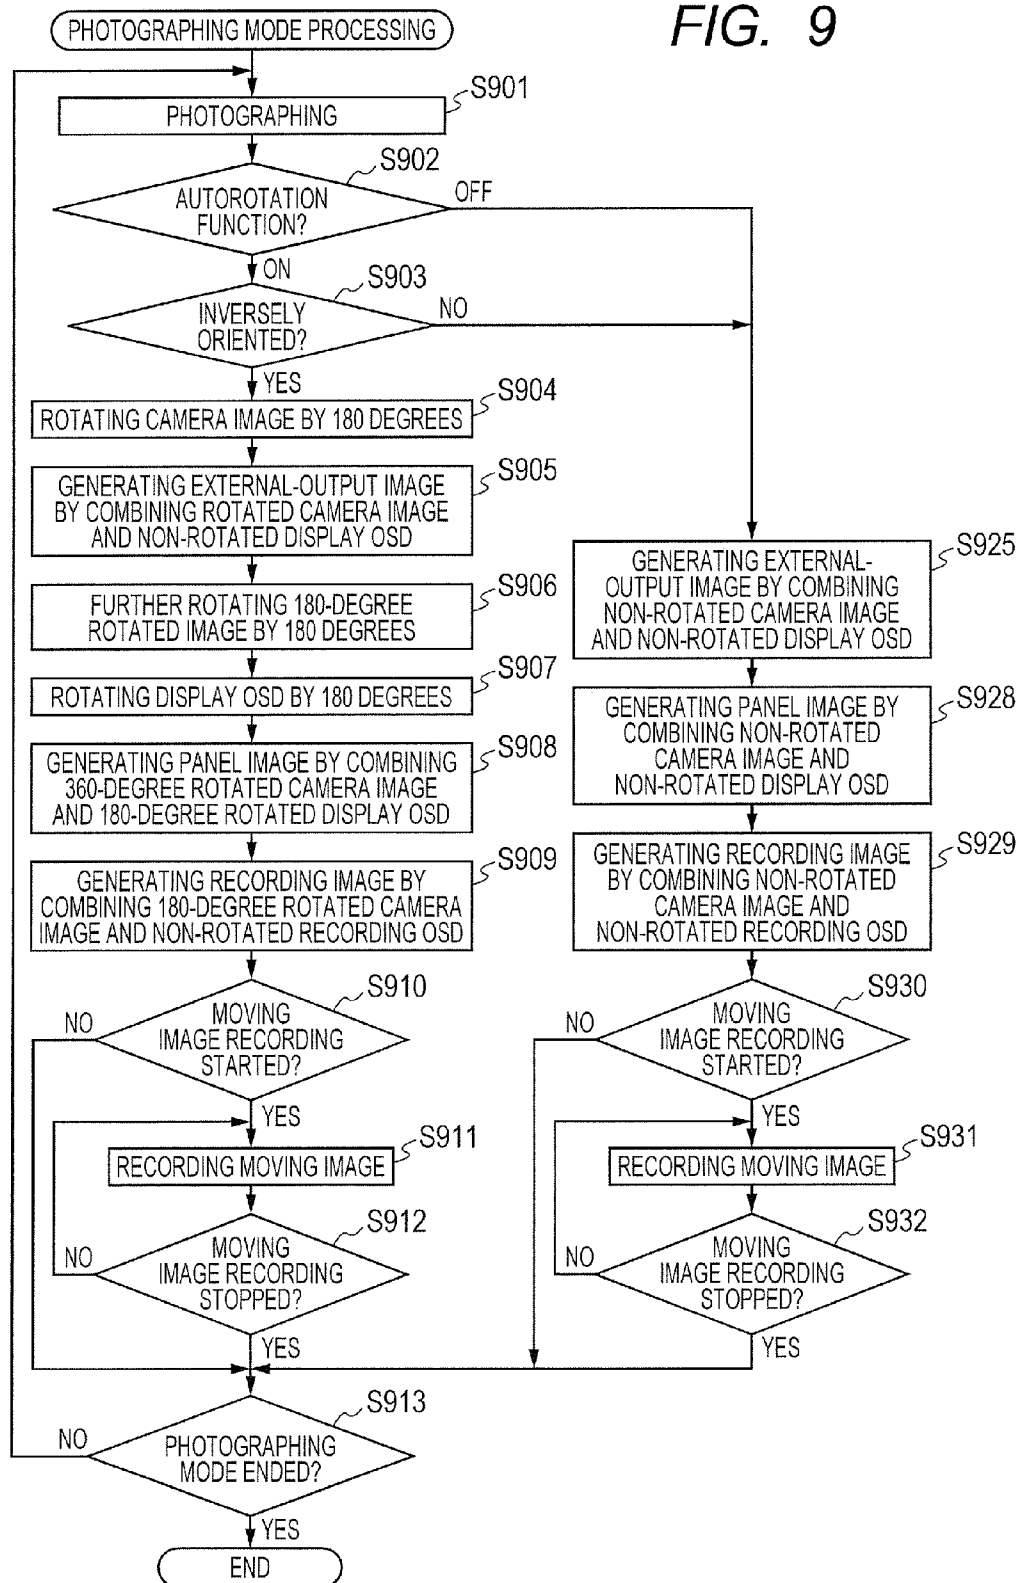 FIG. 9
PHOTOGRAPHING MODE PROCESSING
S901
PHOTOGRAPHING
S902
AUTOROTATION
FUNCTION?
OFF
ON
S903
INVERSELY
ORIENTED?
NO
YES
S904
ROTATING CAMERA IMAGE BY 180 DEGREES
S905
GENERATING EXTERNAL-OUTPUT IMAGE
BY COMBINING ROTATED CAMERA IMAGE
AND NON-ROTATED DISPLAY OSD
S906
FURTHER ROTATING 180-DEGREE
ROTATED IMAGE BY 180 DEGREES
S907
ROTATING DISPLAY OSD BY 180 DEGREES
S908
GENERATING PANEL IMAGE BY COMBINING
360-DEGREE ROTATED CAMERA IMAGE
AND 180-DEGREE ROTATED DISPLAY OSD
S909
GENERATING RECORDING IMAGE BY
COMBINING 180-DEGREE ROTATED CAMERA
IMAGE AND NON-ROTATED RECORDING OSD
S910
MOVING
IMAGE RECORDING
STARTED?
NO
YES
S911
RECORDING MOVING IMAGE
S912
MOVING
IMAGE RECORDING
STOPPED?
NO
YES
S925
GENERATING EXTERNAL-
OUTPUT IMAGE BY COMBINING
NON-ROTATED CAMERA IMAGE
AND NON-ROTATED DISPLAY OSD
S928
GENERATING PANEL IMAGE BY
COMBINING NON-ROTATED
CAMERA IMAGE AND
NON-ROTATED DISPLAY OSD
S929
GENERATING RECORDING IMAGE
BY COMBINING NON-ROTATED
CAMERA IMAGE AND
NON-ROTATED RECORDING OSD
S930
MOVING
IMAGE RECORDING
STARTED?
NO
YES
S931
RECORDING MOVING IMAGE
S932
MOVING
IMAGE RECORDING
STOPPED?
NO
YES
S913
PHOTOGRAPHING
MODE ENDED?
NO
YES
END